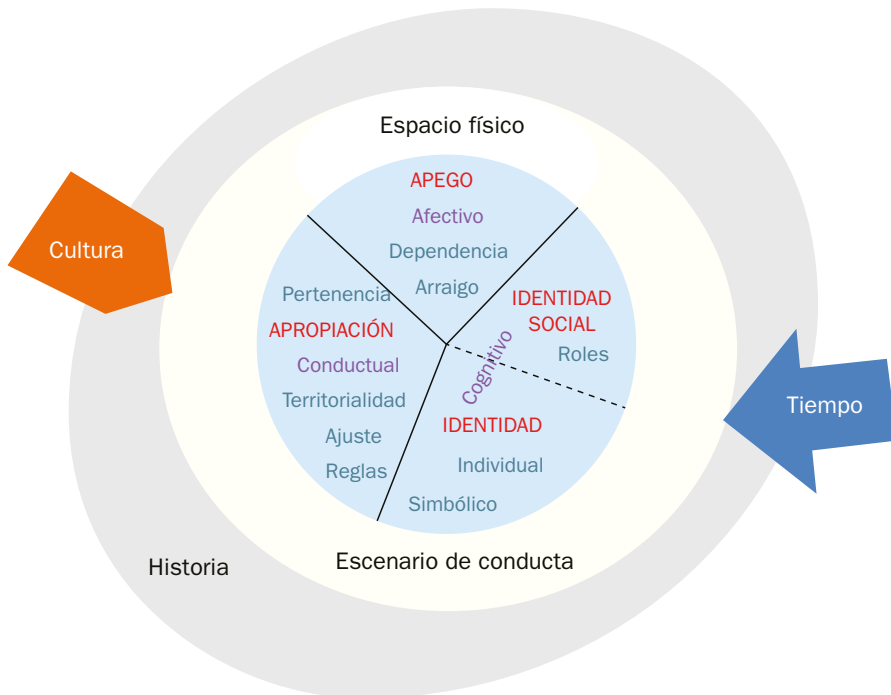 Espacio físico
APEGO
Afectivo
Dependencia
Arraigo
Cultura
Pertenencia
APROPIACIÓN
Conductual
Territorialidad
Ajuste
Reglas
IDENTIDAD
SOCIAL
Roles
Cognitivo
IDENTIDAD
Individual
Simbólico
Tiempo
Escenario de conducta
Historia